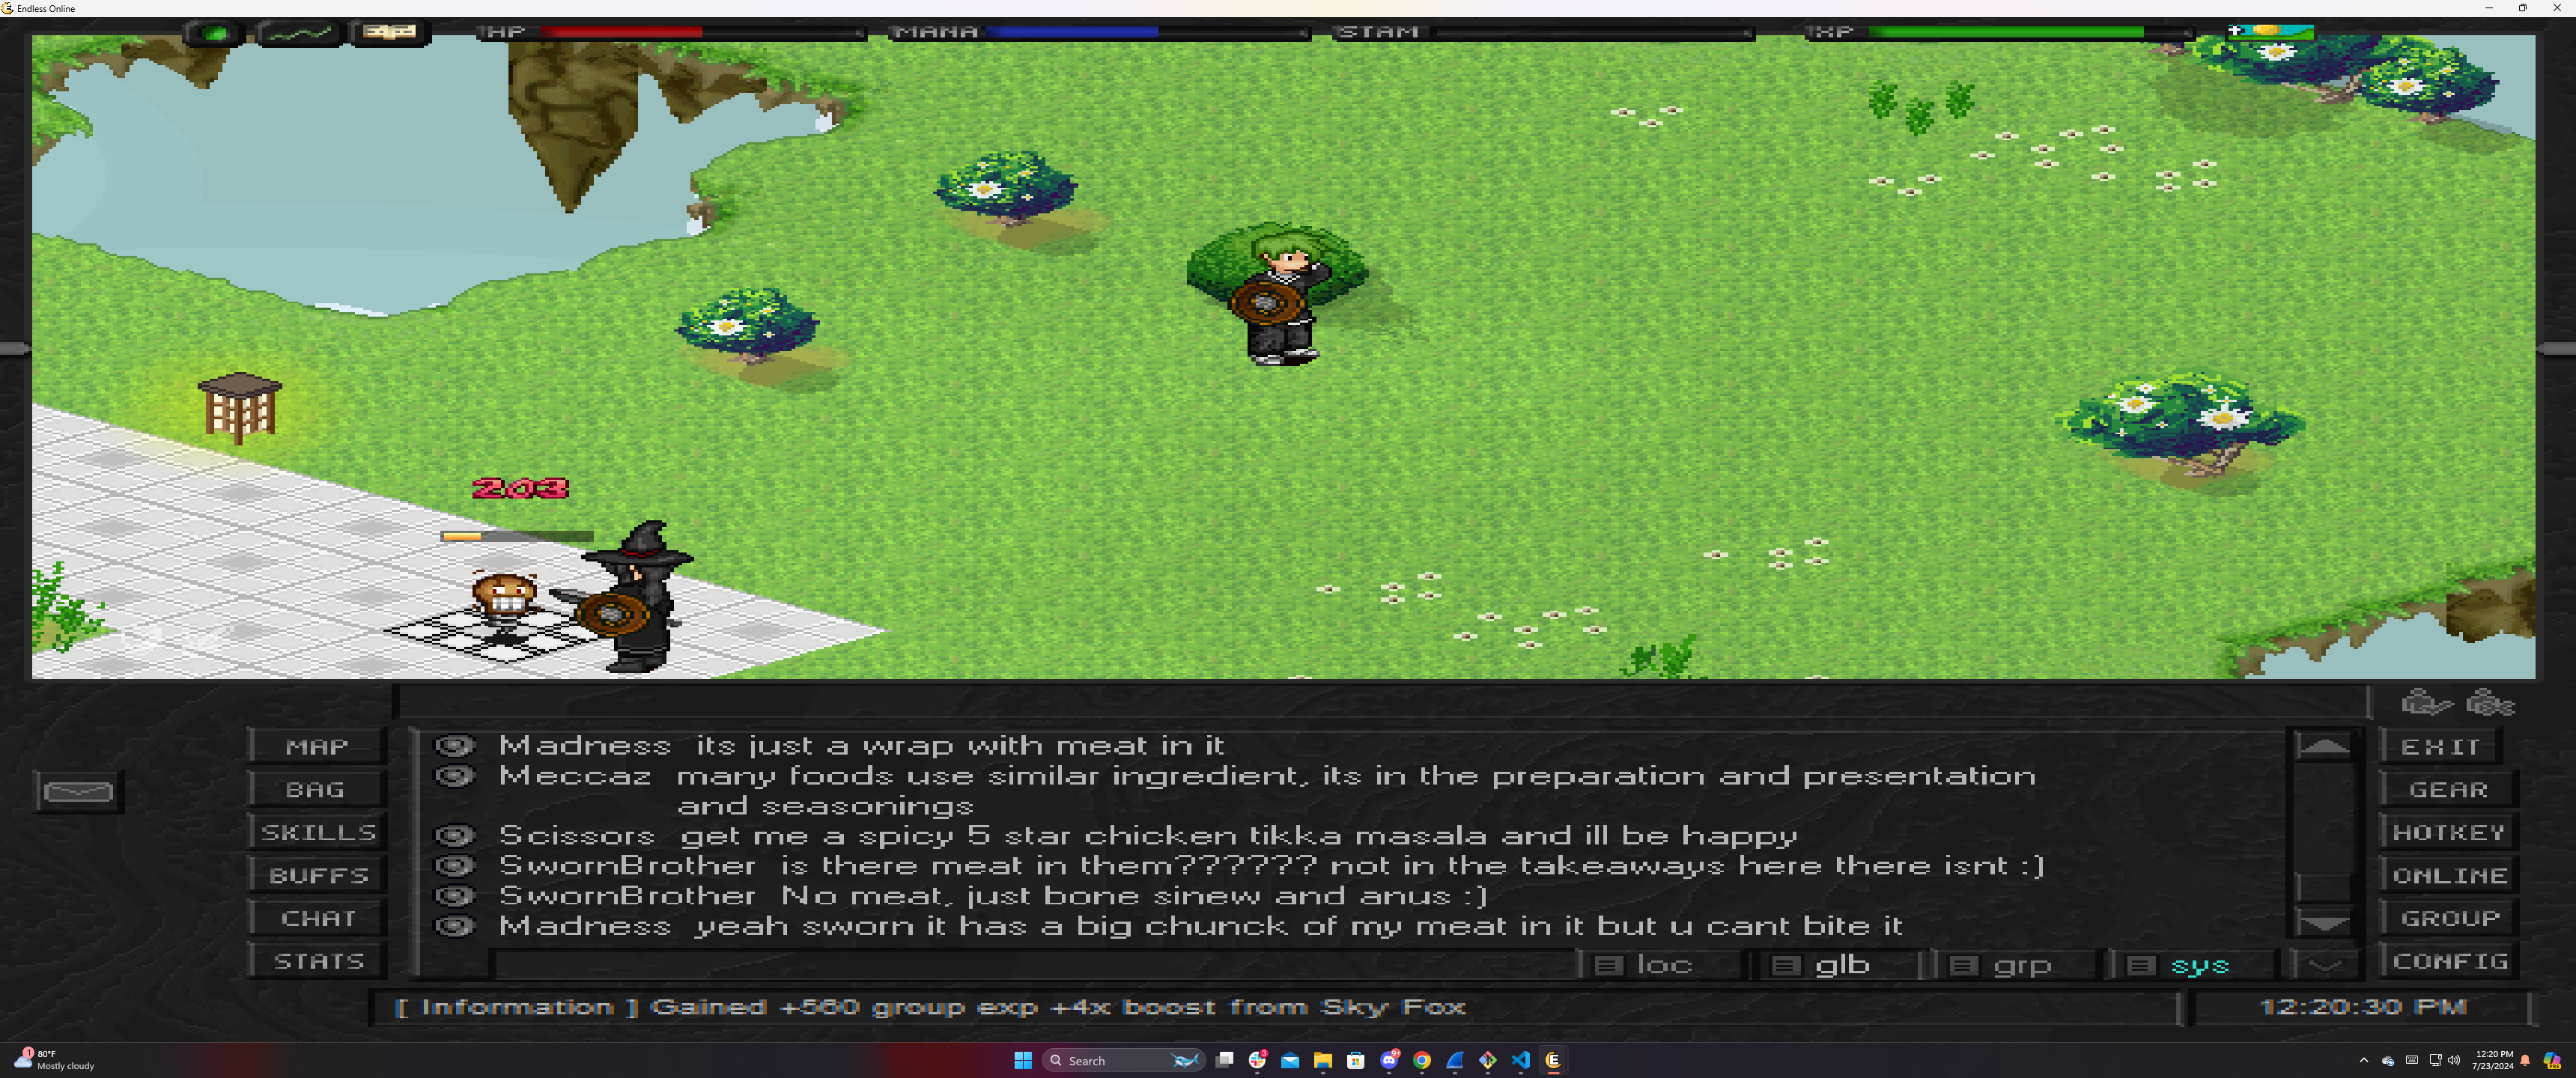 Endless Online
HP
MANA
STAM
XP
203
MAP
BAG
SKILLS
BUFFS
CHAT
STATS
Madness its just a wrap with meat in it
Meccaz many foods use similar ingredient, its in the preparation and presentation
and seasonings
Scissors get me a spicy 5 star chicken tikka masala and ill be happy
SwornBrother is there meat in them?????? not in the takeaways here there isnt :)
SwornBrother No meat, just bone sinew and anus :)
Madness yeah sworn it has a big chunck of my meat in it but u cant bite it
loc
glb
grp
sys
EXIT
GEAR
HOTKEY
ONLINE
GROUP
CONFIG
[ Information ] Gained +560 group exp +4x boost from Sky Fox
12:20:30 PM
1
80°F
Mostly cloudy
Search
3
9+
12:20 PM
7/23/2024